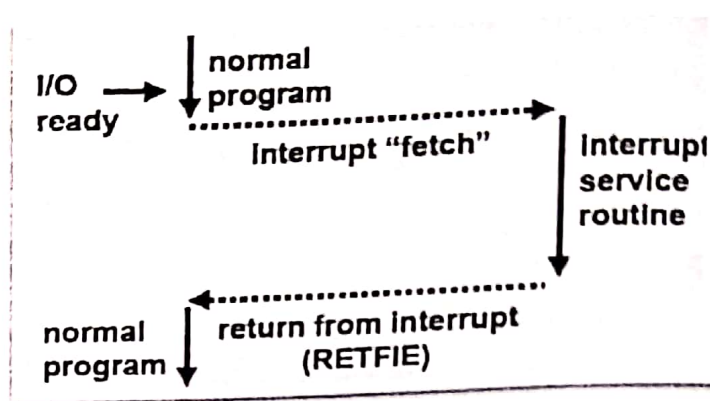 normal
program
I/O
ready
Interrupt "fetch"
Interrupt
service
routine
return from interrupt
(RETFIE)
normal
program